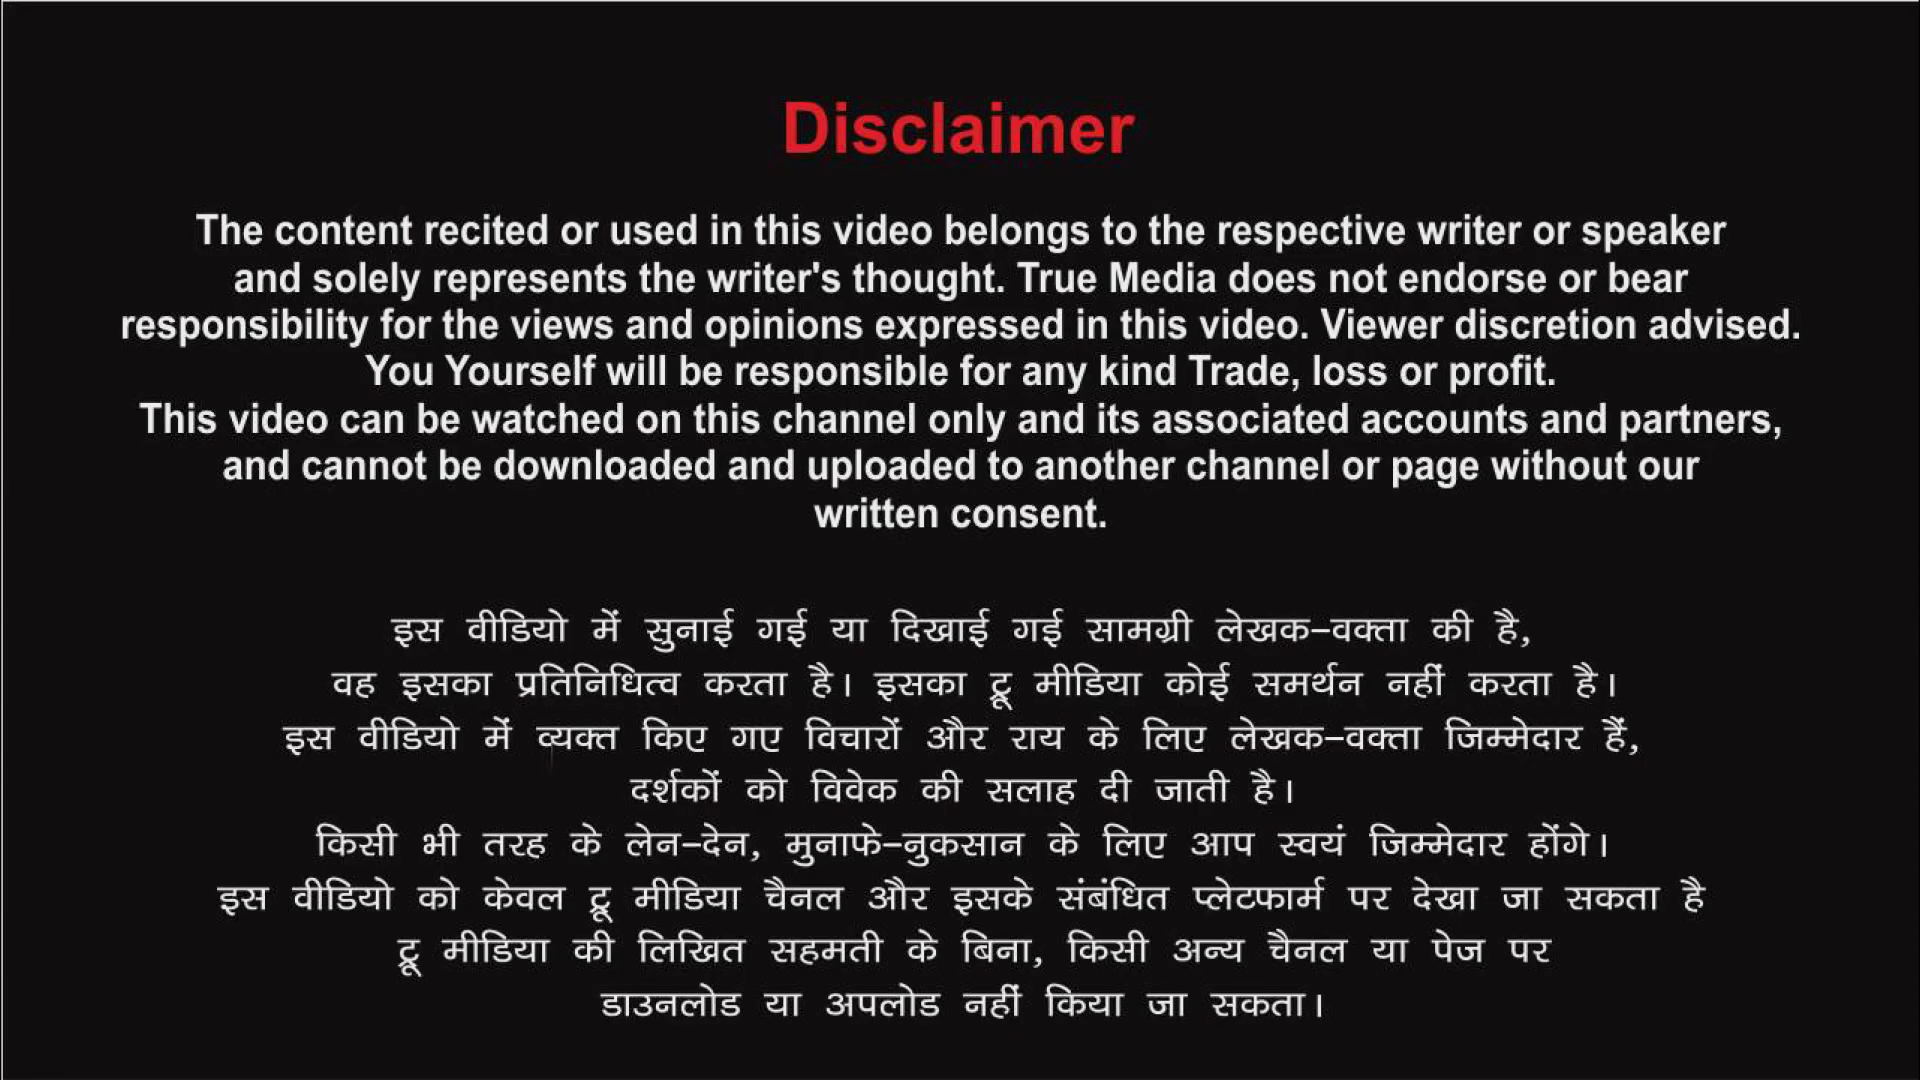 Disclaimer
The content recited or used in this video belongs to the respective writer or speaker
and solely represents the writer's thought. True Media does not endorse or bear
responsibility for the views and opinions expressed in this video. Viewer discretion advised.
You Yourself will be responsible for any kind Trade, loss or profit.
This video can be watched on this channel only and its associated accounts and partners,
and cannot be downloaded and uploaded to another channel or page without our
written consent.
इस वीडियो में सुनाई गई या दिखाई गई सामग्री लेखक–वक्ता की है,
वह इसका प्रतिनिधित्व करता है। इसका ट्रू मीडिया कोई समर्थन नहीं करता है।
इस वीडियो में व्यक्त किए गए विचारों और राय के लिए लेखक–वक्ता जिम्मेदार हैं,
दर्शकों को विवेक की सलाह दी जाती है।
किसी भी तरह के लेन–देन, मुनाफे–नुकसान के लिए आप स्वयं जिम्मेदार होंगे।
इस वीडियो को केवल ट्रू मीडिया चैनल और इसके संबंधित प्लेटफार्म पर देखा जा सकता है
ट्रू मीडिया की लिखित सहमती के बिना, किसी अन्य चैनल या पेज पर
डाउनलोड या अपलोड नहीं किया जा सकता।